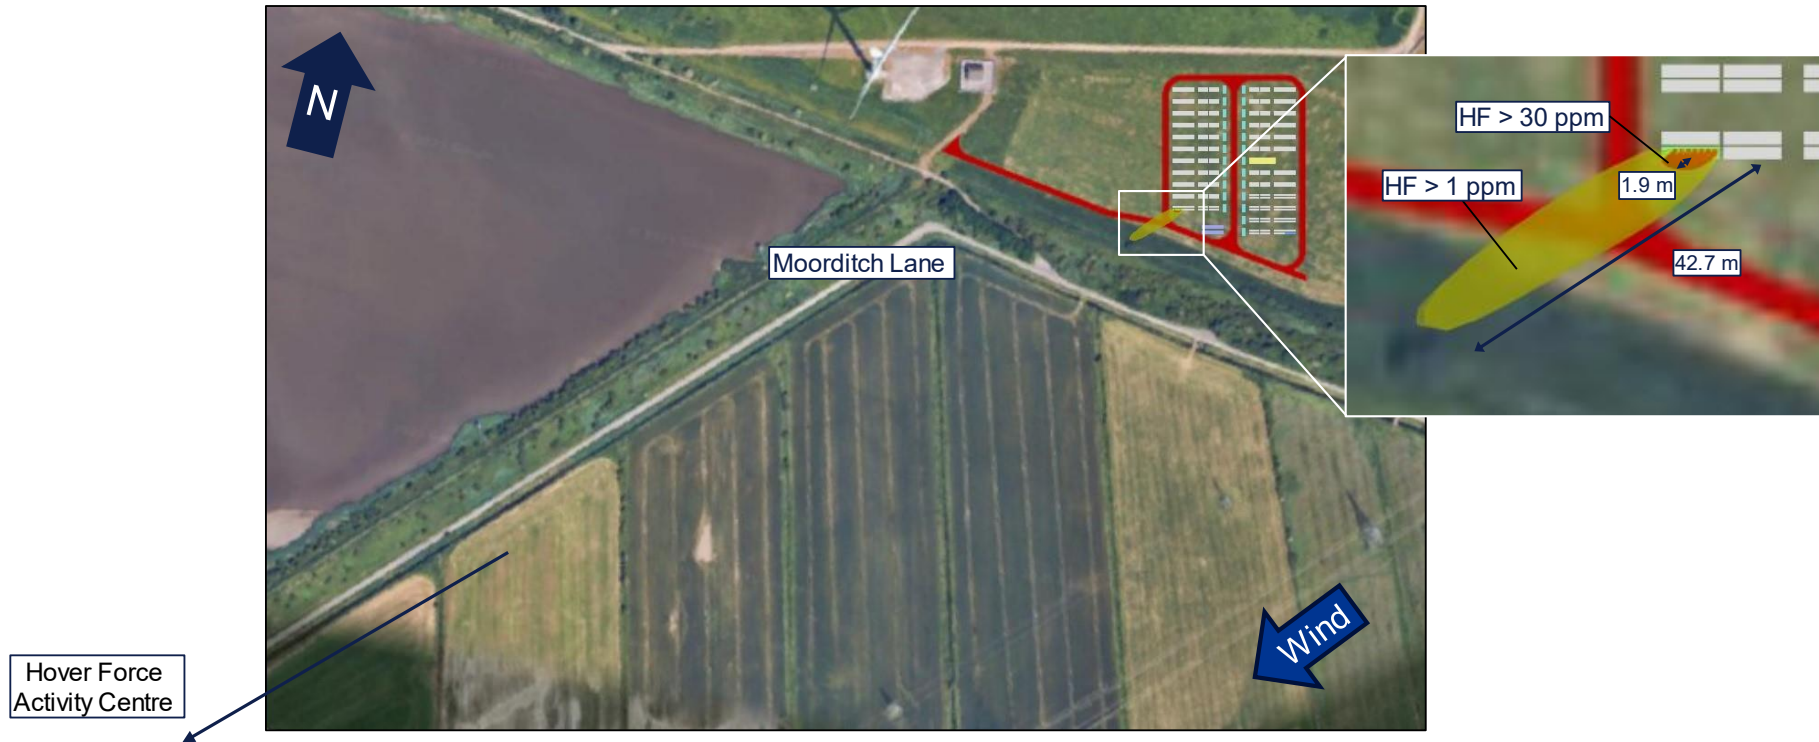 N
HF > 30 ppm
HF > 1 ppm
1.9 m
42.7 m
Moorditch Lane
Wind
Hover Force
Activity Centre